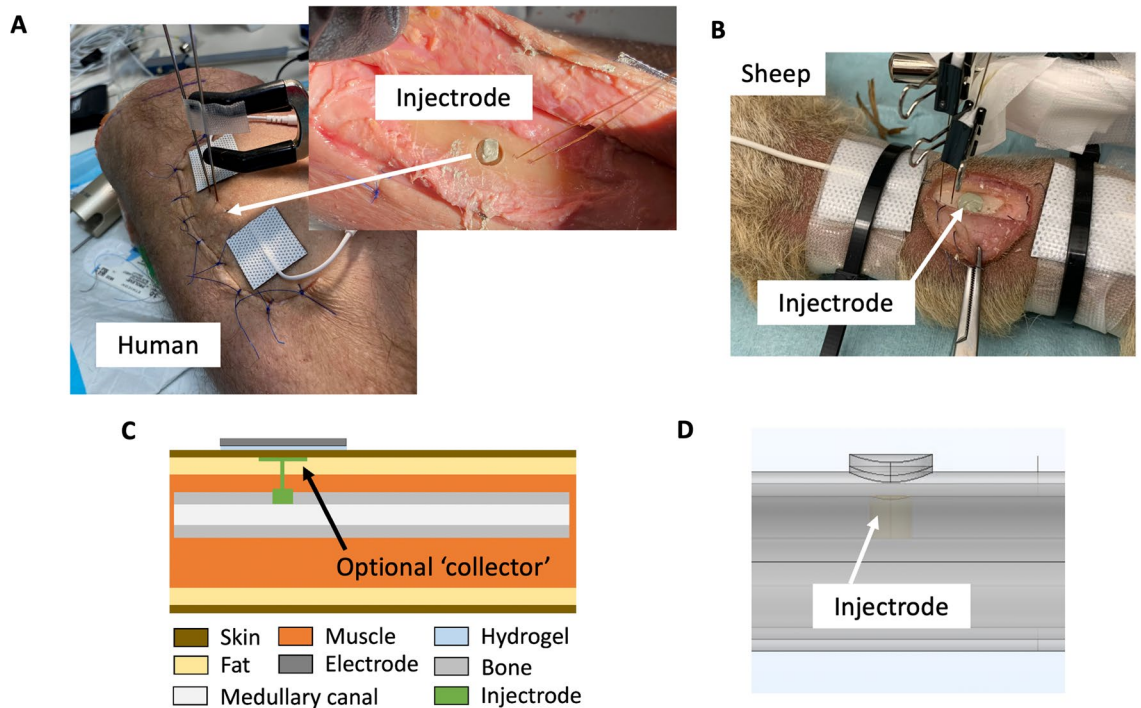 A
Injectrode
Human
B
Sheep
Injectrode
C
Optional ‘collector’
Skin
Muscle
Hydrogel
Fat
Electrode
Bone
Medullary canal
Injectrode
D
Injectrode